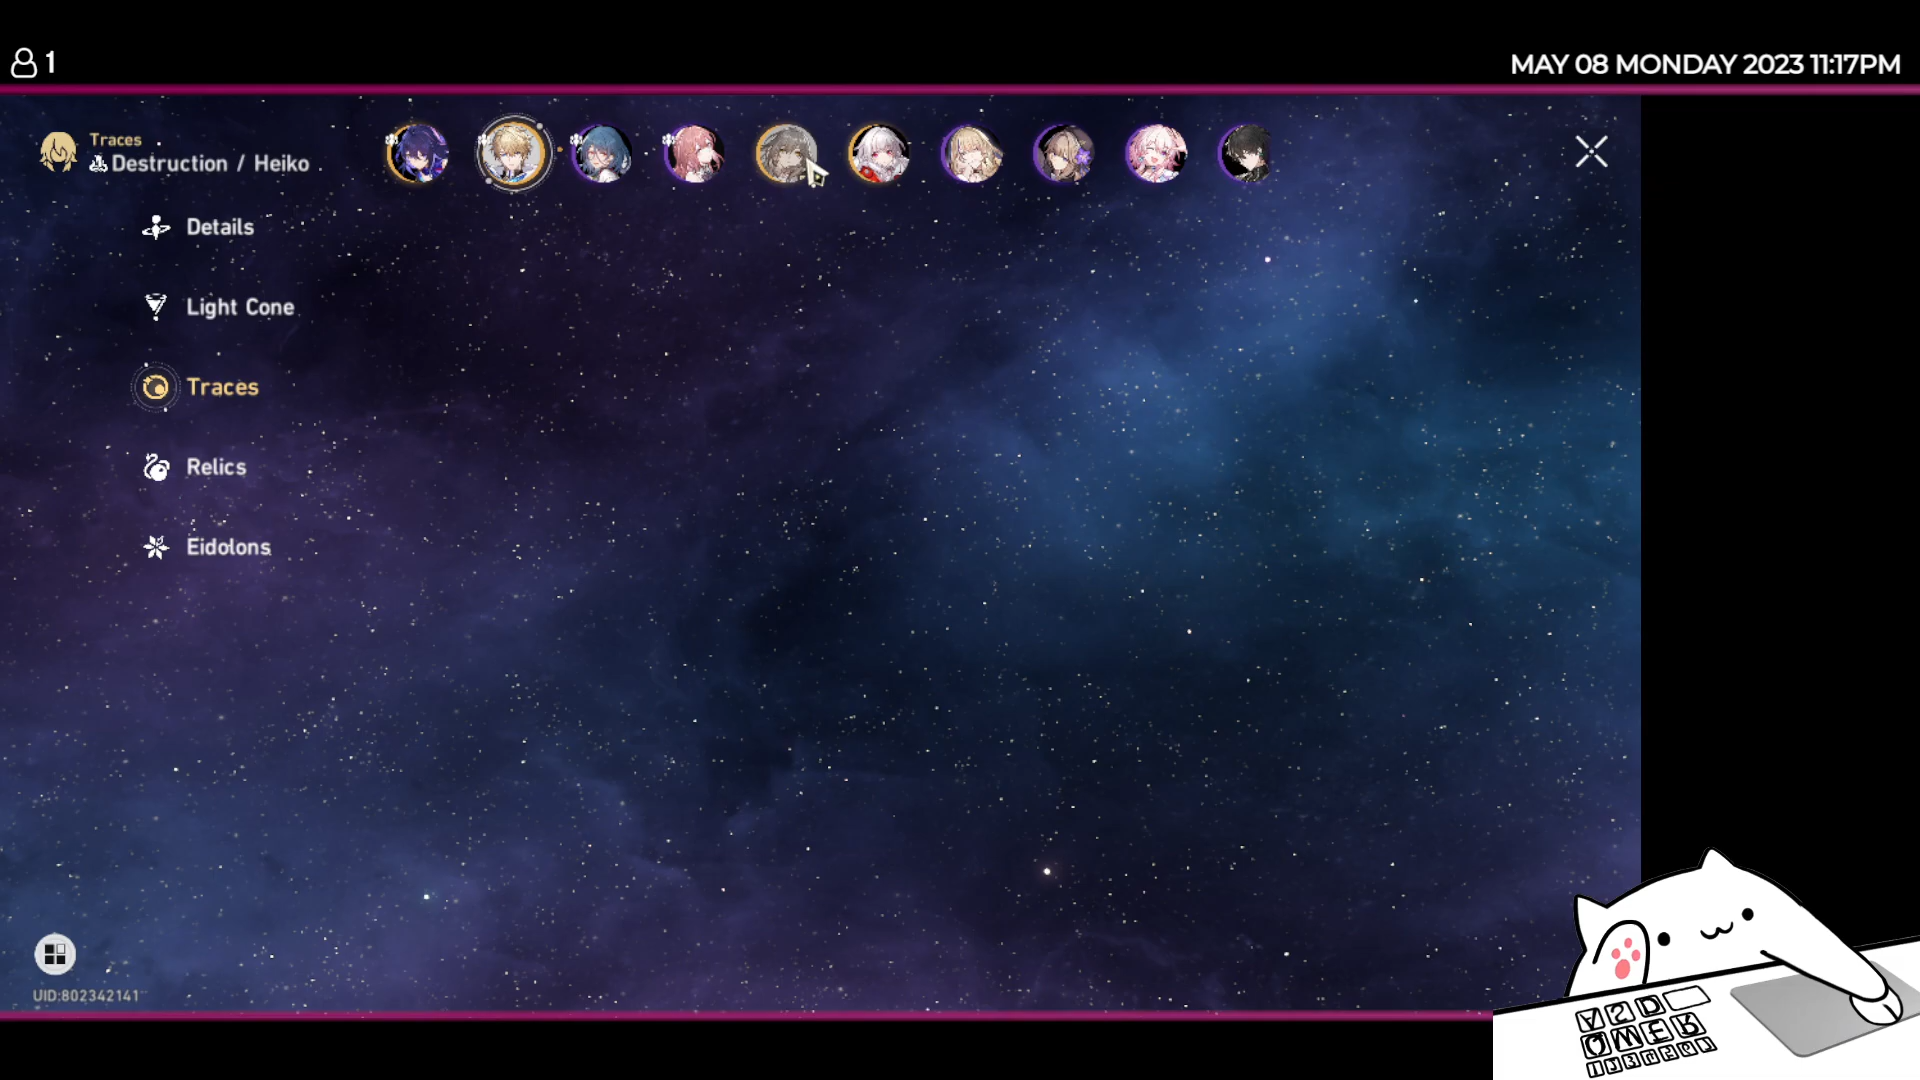 1
MAY 08 MONDAY 2023 11:17PM
Traces
Destruction / Heiko
Details
Light Cone
Traces
Relics
Eidolons
UID:802342141